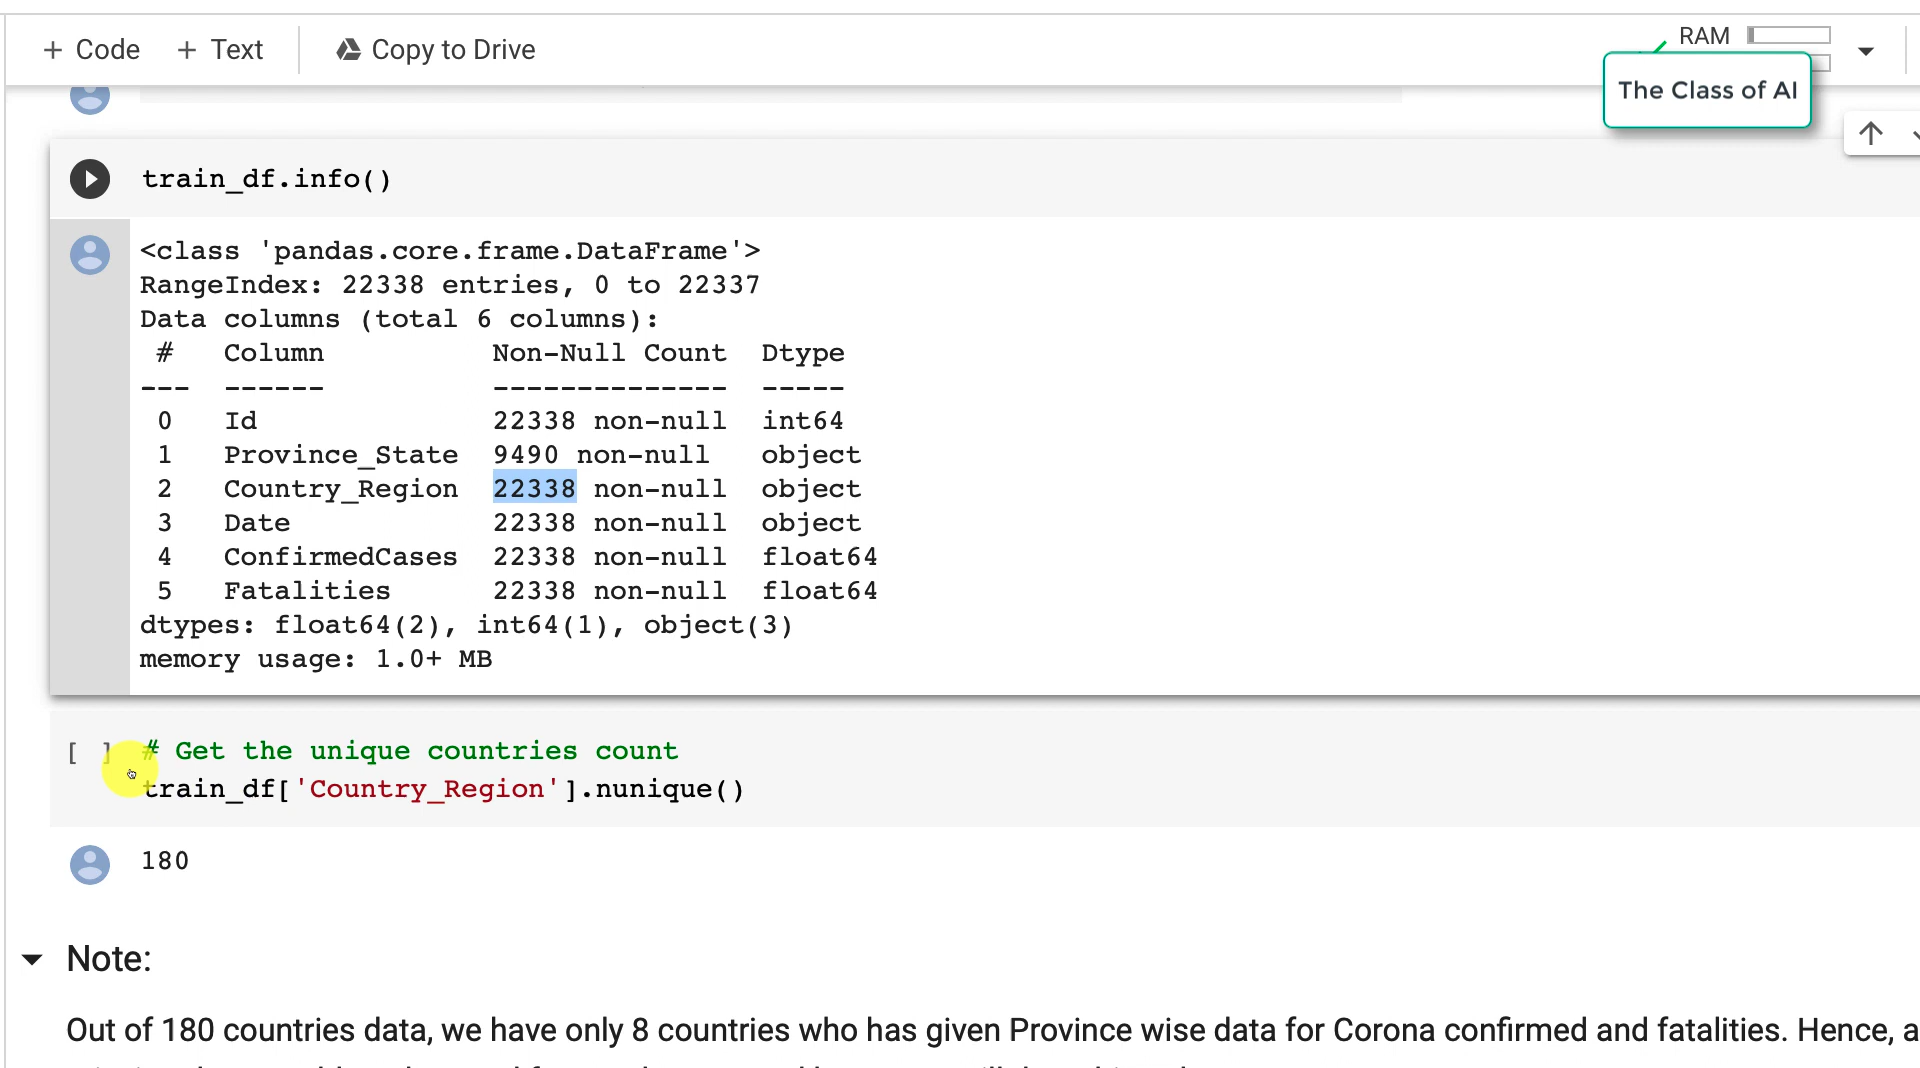 + Code + Text Copy to Drive
RAM
The Class of AI
train_df.info()
<class 'pandas.core.frame.DataFrame'>
RangeIndex: 22338 entries, 0 to 22337
Data columns (total 6 columns):
# Column Non-Null Count Dtype
--- ------ -------------- -----
0 Id 22338 non-null int64
1 Province_State 9490 non-null object
2 Country_Region 22338 non-null object
3 Date 22338 non-null object
4 ConfirmedCases 22338 non-null float64
5 Fatalities 22338 non-null float64
dtypes: float64(2), int64(1), object(3)
memory usage: 1.0+ MB
[ ] # Get the unique countries count
train_df['Country_Region'].nunique()
180
Note:
Out of 180 countries data, we have only 8 countries who has given Province wise data for Corona confirmed and fatalities. Hence, a